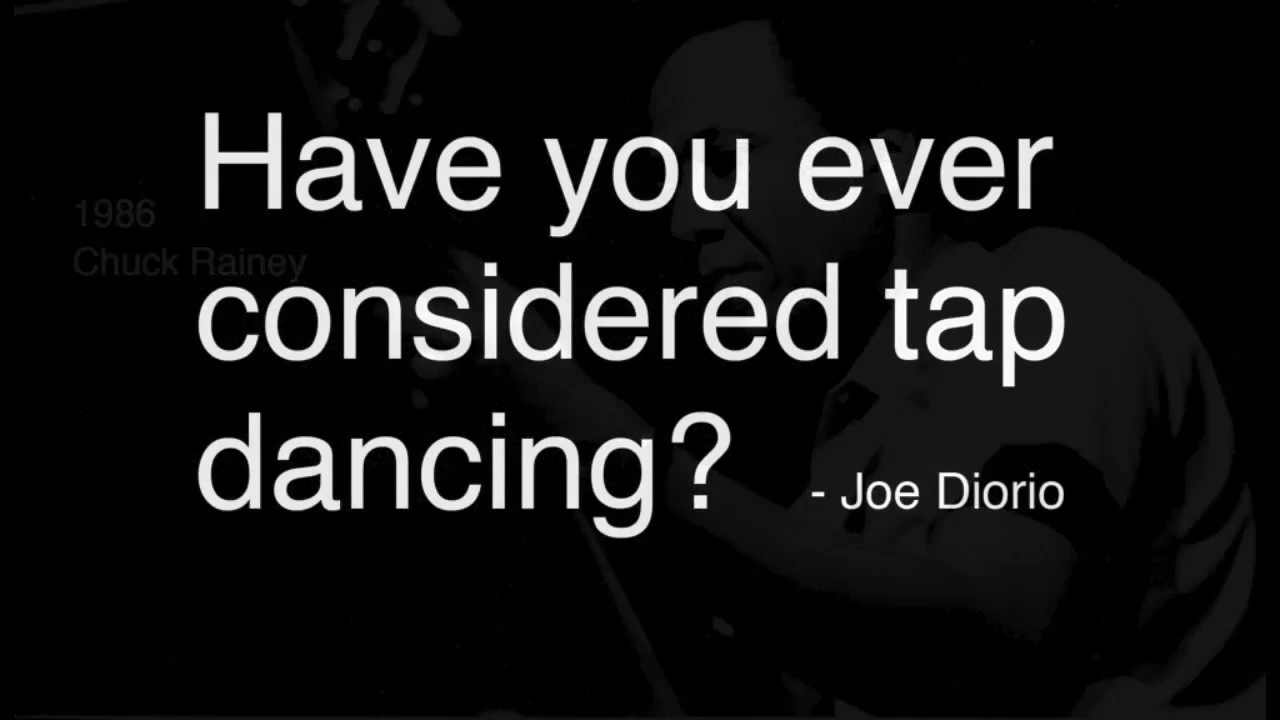 Have you ever
considered tap
dancing?
- Joe Diorio
1986
Chuck Rainey